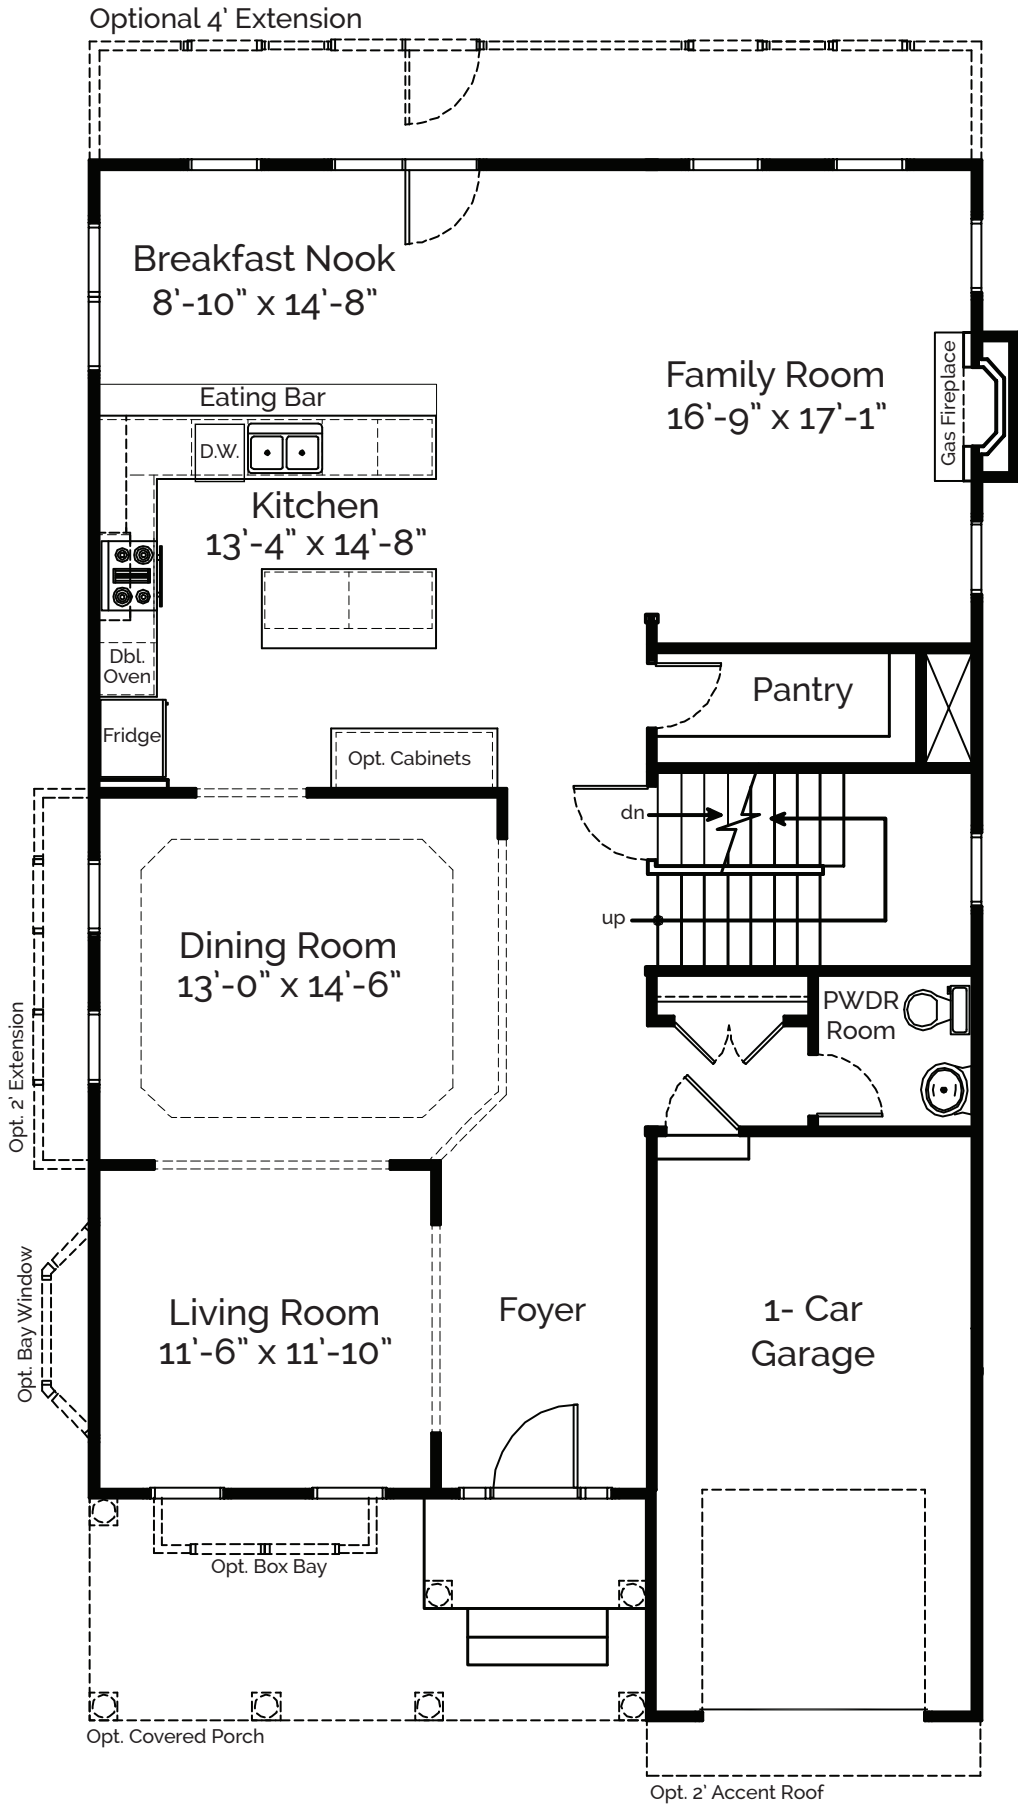 Optional 4’ Extension
Breakfast Nook
8’-10” x 14’-8”
Family Room
16’-9” x 17’-1”
Gas Fireplace
Eating Bar
D.W.
Kitchen
13’-4” x 14’-8”
Dbl.
Oven
Fridge
Opt. Cabinets
Pantry
dn
up
Dining Room
13’-0” x 14’-6”
Opt. 2’ Extension
PWDR
Room
Opt. Bay Window
Living Room
11’-6” x 11’-10”
Foyer
1- Car
Garage
Opt. Box Bay
Opt. Covered Porch
Opt. 2’ Accent Roof